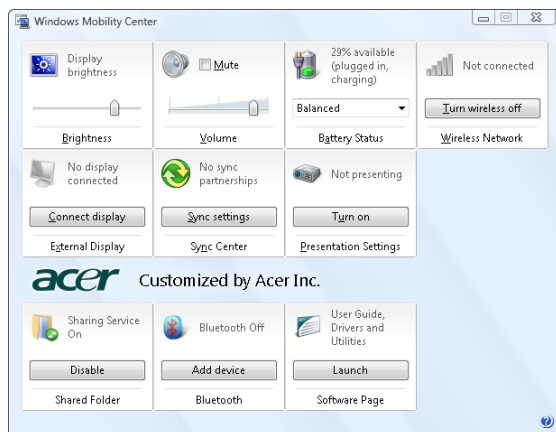 Windows Mobility Center
Display
brightness
Brightness
Mute
Volume
29% available
(plugged in,
charging)
Balanced
Battery Status
Not connected
Turn wireless off
Wireless Network
No display
connected
Connect display
External Display
No sync
partnerships
Sync settings
Sync Center
Not presenting
Turn on
Presentation Settings
acer Customized by Acer Inc.
Sharing Service
On
Disable
Shared Folder
Bluetooth Off
Add device
Bluetooth
User Guide,
Drivers and
Utilities
Launch
Software Page